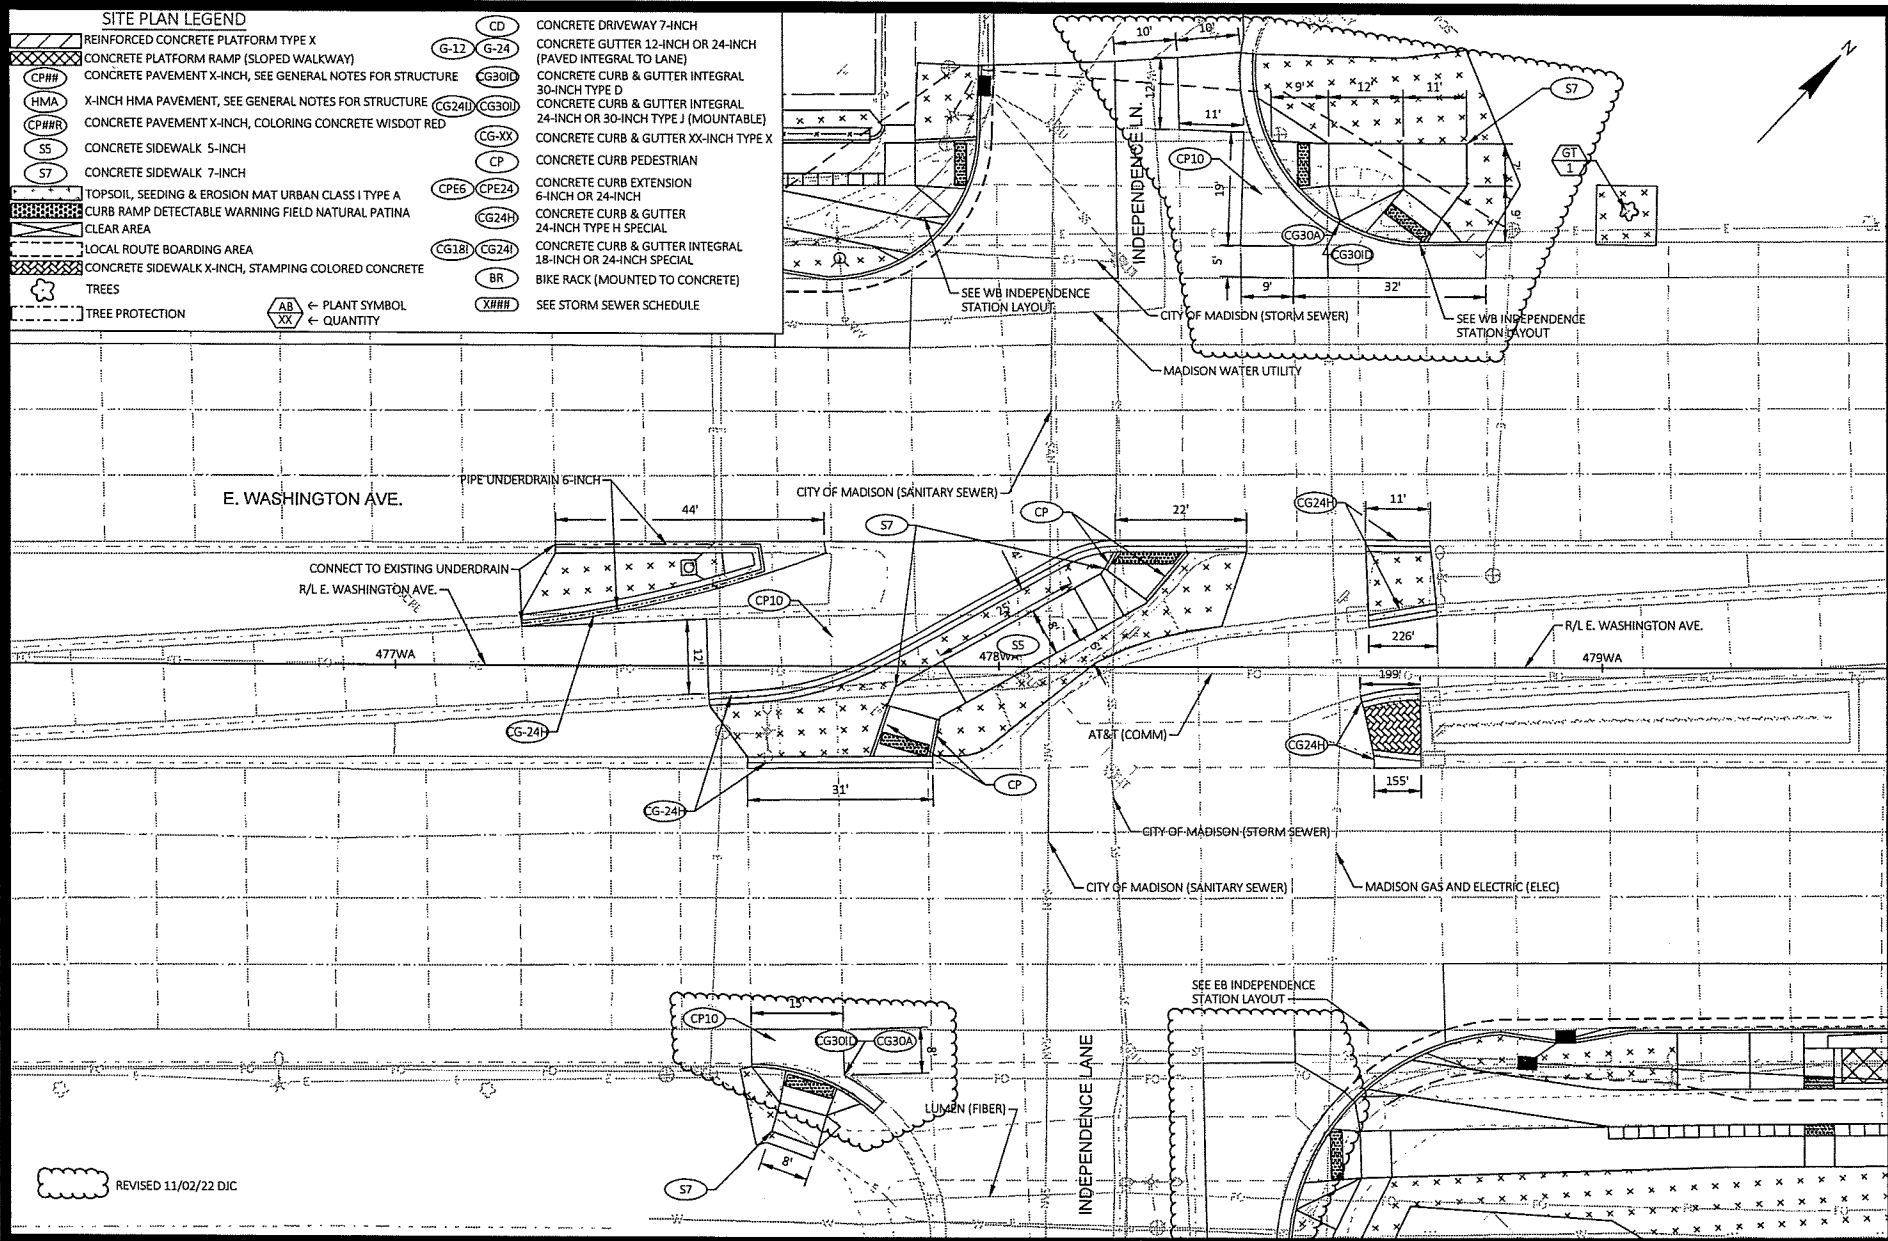 SITE PLAN LEGEND
REINFORCED CONCRETE PLATFORM TYPE X
CONCRETE PLATFORM RAMP (SLOPED WALKWAY)
CP## CONCRETE PAVEMENT X-INCH, SEE GENERAL NOTES FOR STRUCTURE
HMA X-INCH HMA PAVEMENT, SEE GENERAL NOTES FOR STRUCTURE
CP##R CONCRETE PAVEMENT X-INCH, COLORING CONCRETE WISDOT RED
S5 CONCRETE SIDEWALK 5-INCH
S7 CONCRETE SIDEWALK 7-INCH
TOPSOIL, SEEDING & EROSION MAT URBAN CLASS I TYPE A
CURB RAMP DETECTABLE WARNING FIELD NATURAL PATINA
CLEAR AREA
LOCAL ROUTE BOARDING AREA
CONCRETE SIDEWALK X-INCH, STAMPING COLORED CONCRETE
TREES
TREE PROTECTION
AB ← PLANT SYMBOL
XX ← QUANTITY
CD CONCRETE DRIVEWAY 7-INCH
G-12 G-24 CONCRETE GUTTER 12-INCH OR 24-INCH
(PAVED INTEGRAL TO LANE)
CG30ID CONCRETE CURB & GUTTER INTEGRAL
30-INCH TYPE D
CG24IJ CG30IJ CONCRETE CURB & GUTTER INTEGRAL
24-INCH OR 30-INCH TYPE J (MOUNTABLE)
CG-XX CONCRETE CURB & GUTTER XX-INCH TYPE X
CP CONCRETE CURB PEDESTRIAN
CPE6 CPE24 CONCRETE CURB EXTENSION
6-INCH OR 24-INCH
CG24H CONCRETE CURB & GUTTER
24-INCH TYPE H SPECIAL
CG18I CG24I CONCRETE CURB & GUTTER INTEGRAL
18-INCH OR 24-INCH SPECIAL
BR BIKE RACK (MOUNTED TO CONCRETE)
X### SEE STORM SEWER SCHEDULE
N
10' 10'
12'
11'
9' 12' 11'
S7
GT
1
INDEPENDENCE LN.
CP10
19'
5'
7'
9'
CG30A
CG30ID
9' 32'
SEE WB INDEPENDENCE
STATION LAYOUT
CITY OF MADISON (STORM SEWER)
SEE WB INDEPENDENCE
STATION LAYOUT
MADISON WATER UTILITY
E. WASHINGTON AVE.
PIPE UNDERDRAIN 6-INCH
CITY OF MADISON (SANITARY SEWER)
44'
S7
CP
22'
CG24H
11'
CONNECT TO EXISTING UNDERDRAIN
R/L E. WASHINGTON AVE.
CP10
25'
8'
6'
S5
12'
477WA
478WA
479WA
R/L E. WASHINGTON AVE.
226'
199'
CG-24H
AT&T (COMM)
CG24H
155'
CP
31'
CG-24H
CITY OF MADISON (STORM SEWER)
CITY OF MADISON (SANITARY SEWER)
MADISON GAS AND ELECTRIC (ELEC)
SEE EB INDEPENDENCE
STATION LAYOUT
15'
CP10
CG30ID CG30A
8'
LUMEN (FIBER)
INDEPENDENCE LANE
8'
S7
REVISED 11/02/22 DJC